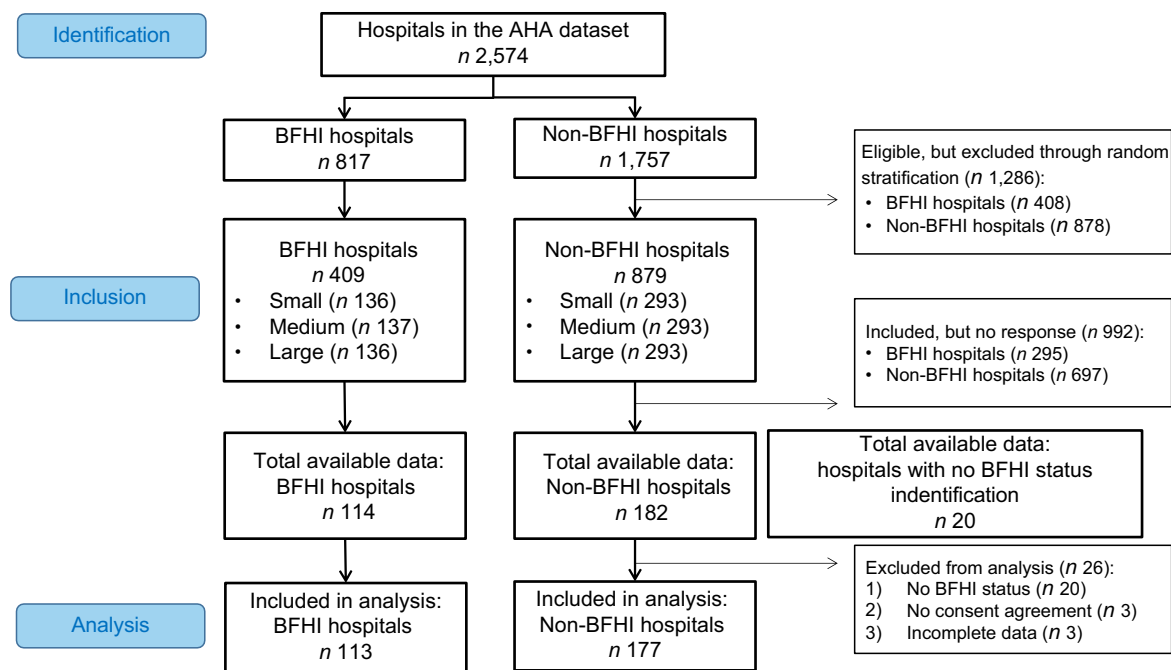 Identification
Hospitals in the AHA dataset
n 2,574
BFHI hospitals
n 817
Non-BFHI hospitals
n 1,757
Eligible, but excluded through random
stratification (n 1,286):
• BFHI hospitals (n 408)
• Non-BFHI hospitals (n 878)
Inclusion
BFHI hospitals
n 409
• Small (n 136)
• Medium (n 137)
• Large (n 136)
Non-BFHI hospitals
n 879
• Small (n 293)
• Medium (n 293)
• Large (n 293)
Included, but no response (n 992):
• BFHI hospitals (n 295)
• Non-BFHI hospitals (n 697)
Total available data:
BFHI hospitals
n 114
Total available data:
Non-BFHI hospitals
n 182
Total available data:
hospitals with no BFHI status
indentification
n 20
Excluded from analysis (n 26):
1) No BFHI status (n 20)
2) No consent agreement (n 3)
3) Incomplete data (n 3)
Analysis
Included in analysis:
BFHI hospitals
n 113
Included in analysis:
Non-BFHI hospitals
n 177